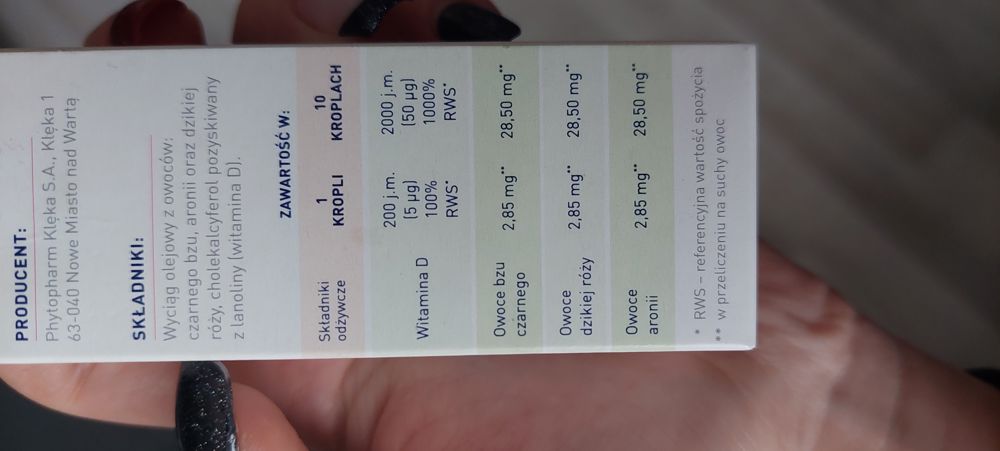 PRODUCENT:
Phytopharm Klęka S.A., Klęka 1
63-040 Nowe Miasto nad Wartą
SKŁADNIKI:
Wyciąg olejowy z owoców:
czarnego bzu, aronii oraz dzikiej
róży, cholekalcyferol pozyskiwany
z lanoliny (witamina D).
ZAWARTOŚĆ W:
Składniki odżywcze 1 KROPLI 10 KROPLACH
Witamina D 200 j.m. (5 µg) 100% RWS* 2000 j.m. (50 µg) 1000% RWS*
Owoce bzu czarnego 2,85 mg** 28,50 mg**
Owoce dzikiej róży 2,85 mg** 28,50 mg**
Owoce aronii 2,85 mg** 28,50 mg**
* RWS – referencyjna wartość spożycia
** w przeliczeniu na suchy owoc